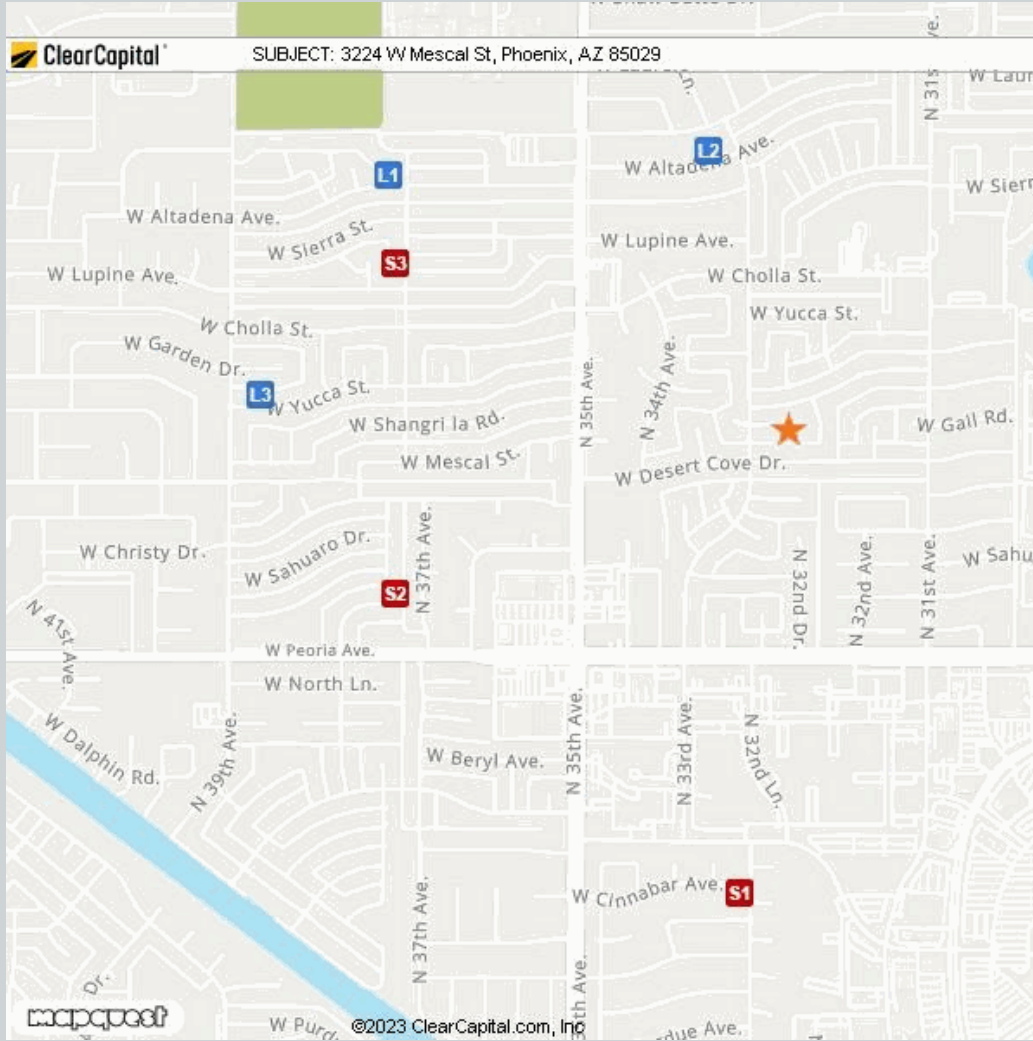 ClearCapital
SUBJECT: 3224 W Mescal St, Phoenix, AZ 85029
N 31s
W Altadena Ave.
L2
L1
W Altadena Ave.
W Sierra St.
W Lupine Ave.
S3
W Lupine Ave.
W Cholla St.
W Yucca St.
W Cholla St.
W Garden Dr.
L3
W Yucca St.
N 34th Ave.
N 35th Ave.
W Shangri la Rd.
W Gail Rd.
W Mescal St.
W Desert Cove Dr.
W Christy Dr.
W Sahuaro Dr.
N 37th Ave.
S2
N 32nd Dr.
N 32nd Ave.
N 31st Ave.
W Sahu
N 41st Ave.
W Peoria Ave.
W North Ln.
W Dalphin Rd.
N 39th Ave.
W Beryl Ave.
N 35th Ave.
N 33rd Ave.
N 32nd Ln.
W Cinnabar Ave.
S1
N 37th Ave.
Dr.
mapquest
©2023 ClearCapital.com, Inc